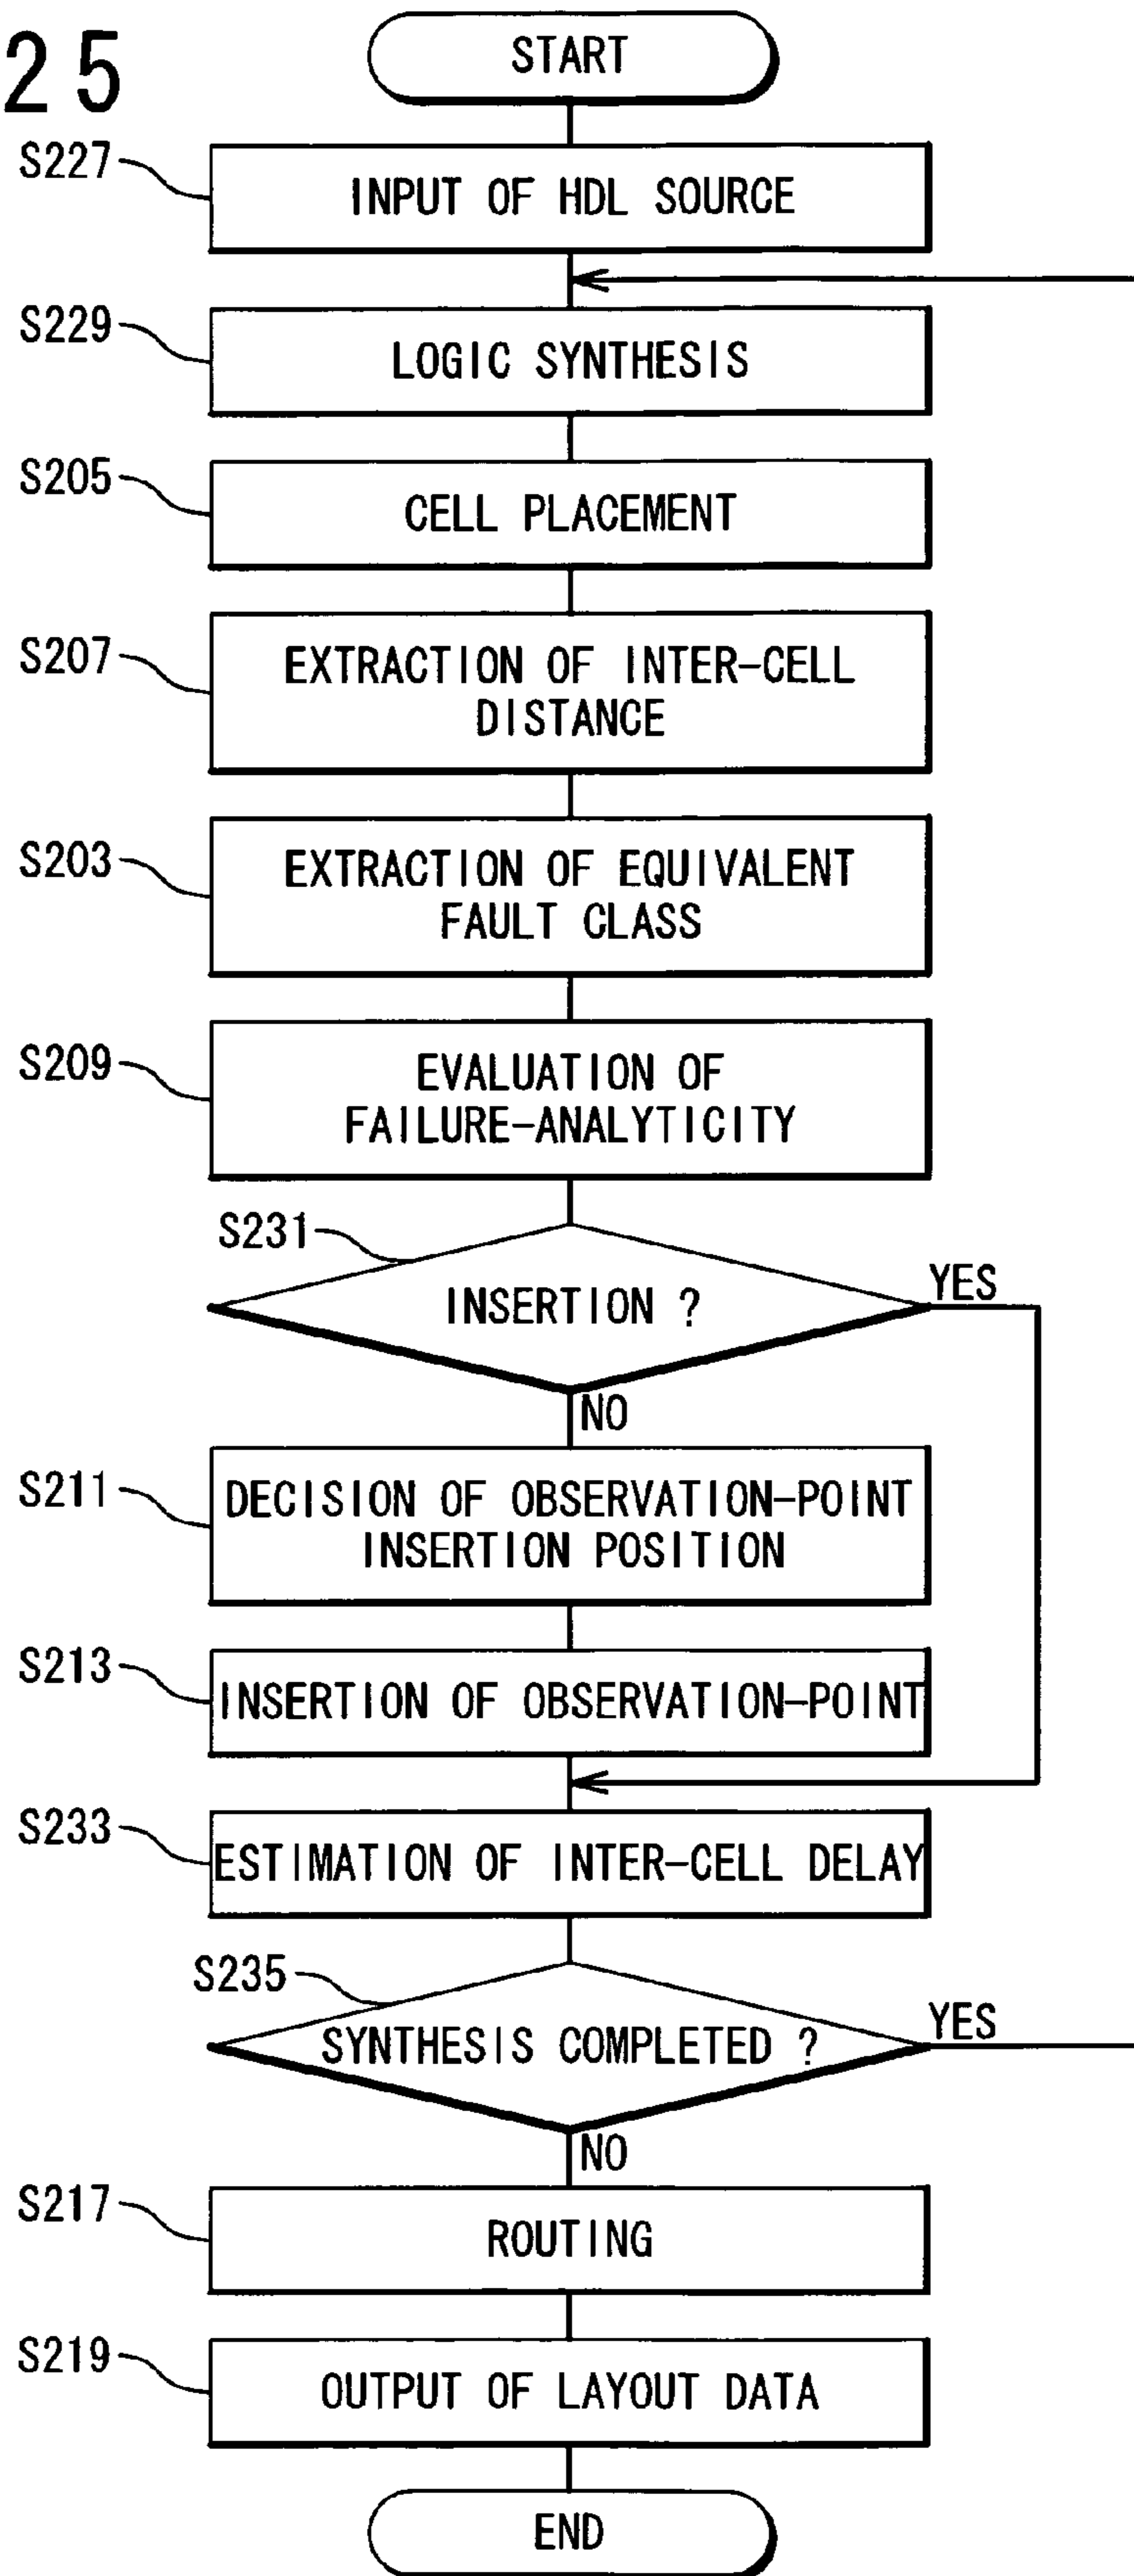 25
START
S227
INPUT OF HDL SOURCE
S229
LOGIC SYNTHESIS
S205
CELL PLACEMENT
S207
EXTRACTION OF INTER-CELL
DISTANCE
S203
EXTRACTION OF EQUIVALENT
FAULT CLASS
S209
EVALUATION OF
FAILURE-ANALYTICITY
S231
INSERTION ?
YES
NO
S211
DECISION OF OBSERVATION-POINT
INSERTION POSITION
S213
INSERTION OF OBSERVATION-POINT
S233
ESTIMATION OF INTER-CELL DELAY
S235
SYNTHESIS COMPLETED ?
YES
NO
S217
ROUTING
S219
OUTPUT OF LAYOUT DATA
END